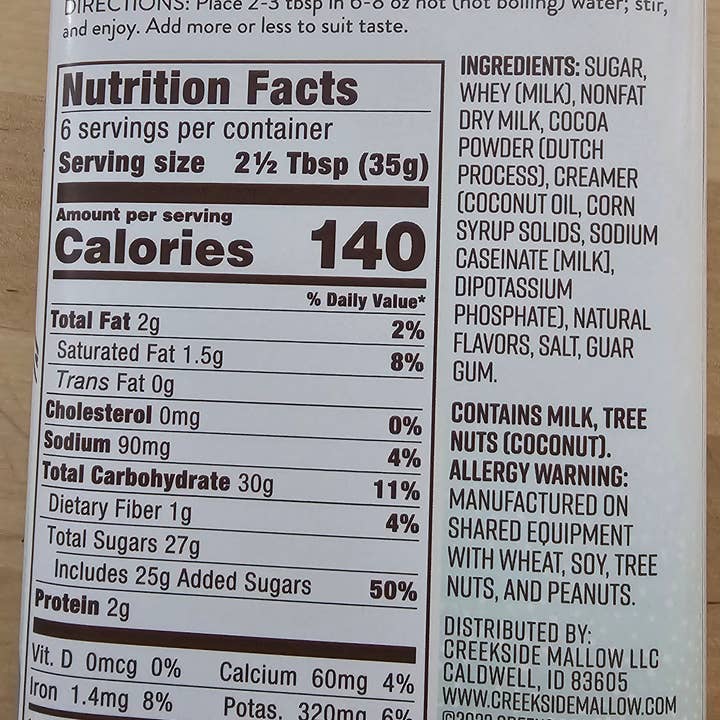 DIRECTIONS: Place 2-3 tbsp in 6-8 oz hot (not boiling) water; stir,
and enjoy. Add more or less to suit taste.
Nutrition Facts
6 servings per container
Serving size 2½ Tbsp (35g)
Amount per serving
Calories 140
% Daily Value*
Total Fat 2g 2%
Saturated Fat 1.5g 8%
Trans Fat 0g
Cholesterol 0mg 0%
Sodium 90mg 4%
Total Carbohydrate 30g 11%
Dietary Fiber 1g 4%
Total Sugars 27g
Includes 25g Added Sugars 50%
Protein 2g
Vit. D 0mcg 0% Calcium 60mg 4%
Iron 1.4mg 8% Potas. 320mg 6%
INGREDIENTS: SUGAR,
WHEY (MILK), NONFAT
DRY MILK, COCOA
POWDER (DUTCH
PROCESS), CREAMER
(COCONUT OIL, CORN
SYRUP SOLIDS, SODIUM
CASEINATE [MILK],
DIPOTASSIUM
PHOSPHATE), NATURAL
FLAVORS, SALT, GUAR
GUM.
CONTAINS MILK, TREE
NUTS (COCONUT).
ALLERGY WARNING:
MANUFACTURED ON
SHARED EQUIPMENT
WITH WHEAT, SOY, TREE
NUTS, AND PEANUTS.
DISTRIBUTED BY:
CREEKSIDE MALLOW LLC
CALDWELL, ID 83605
WWW.CREEKSIDEMALLOW.COM